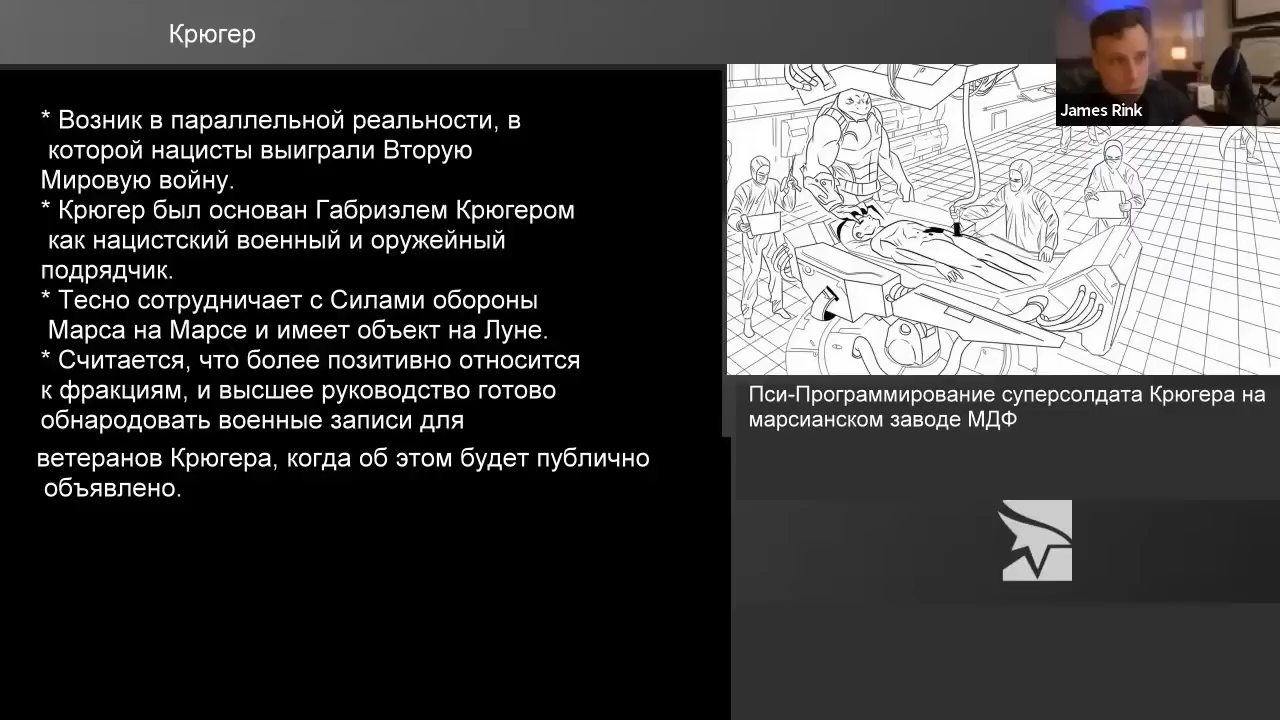 Крюгер
James Rink
* Возник в параллельной реальности, в
которой нацисты выиграли Вторую
Мировую войну.
* Крюгер был основан Габриэлем Крюгером
как нацистский военный и оружейный
подрядчик.
* Тесно сотрудничает с Силами обороны
Марса на Марсе и имеет объект на Луне.
* Считается, что более позитивно относится
к фракциям, и высшее руководство готово
обнародовать военные записи для
ветеранов Крюгера, когда об этом будет публично
объявлено.
Пси-Программирование суперсолдата Крюгера на
марсианском заводе МДФ